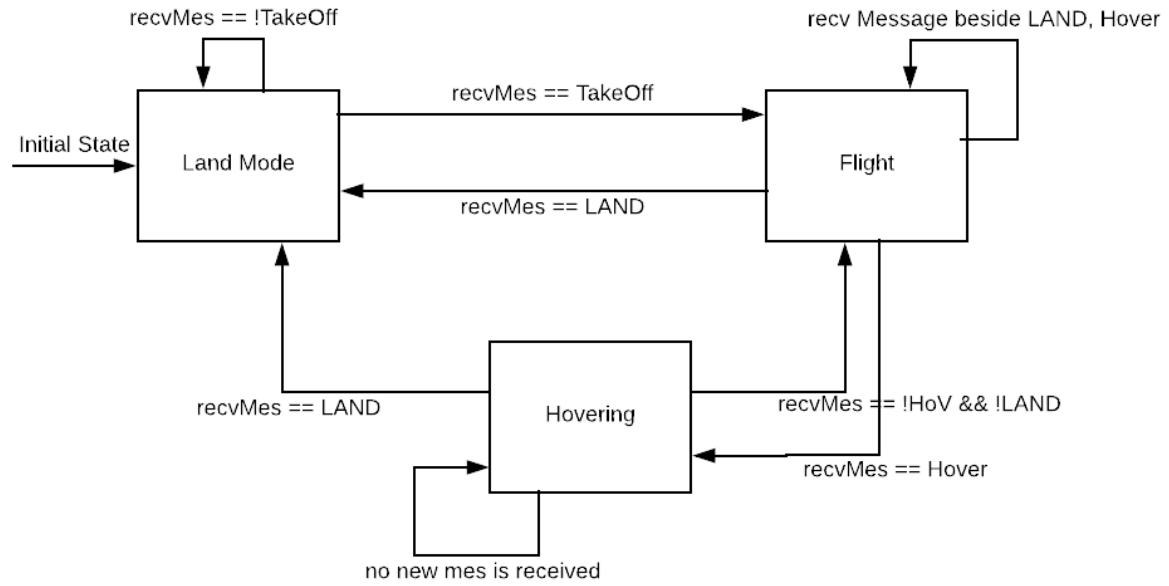 recvMes == !TakeOff
recv Message beside LAND, Hover
recvMes == TakeOff
Initial State
Land Mode
Flight
recvMes == LAND
recvMes == LAND
Hovering
recvMes == !HoV && !LAND
recvMes == Hover
no new mes is received